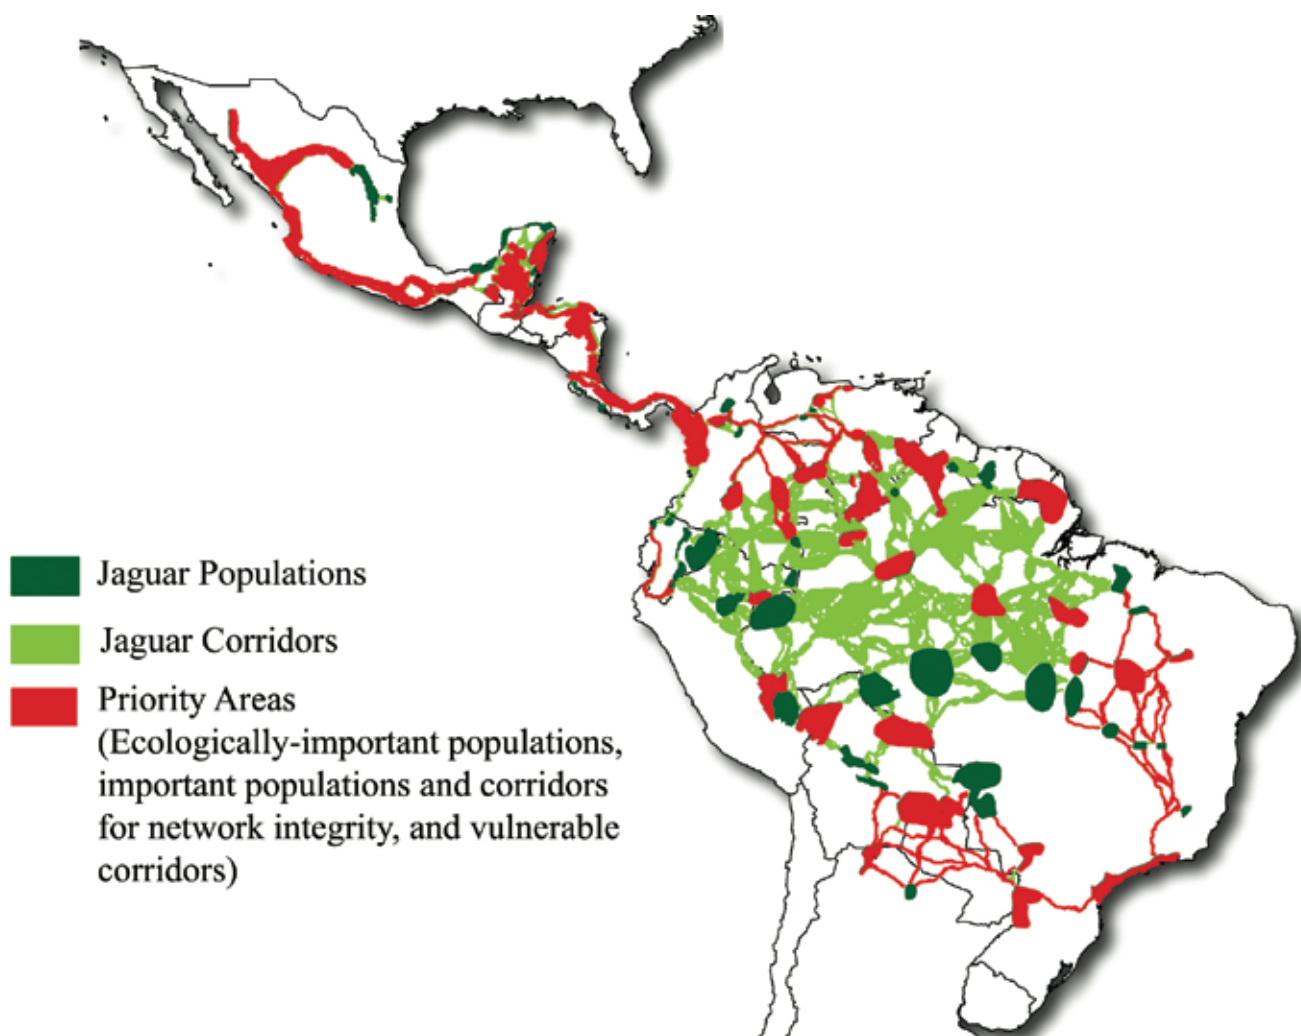 Jaguar Populations
Jaguar Corridors
Priority Areas
(Ecologically-important populations,
important populations and corridors
for network integrity, and vulnerable
corridors)